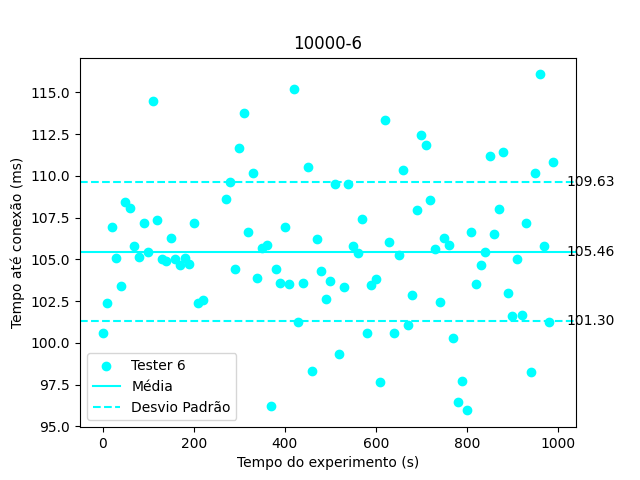 10000-6
Tempo até conexão (ms)
115.0
112.5
110.0
107.5
105.0
102.5
100.0
97.5
95.0
109.63
105.46
101.30
Tester 6
Média
Desvio Padrão
0 200 400 600 800 1000
Tempo do experimento (s)